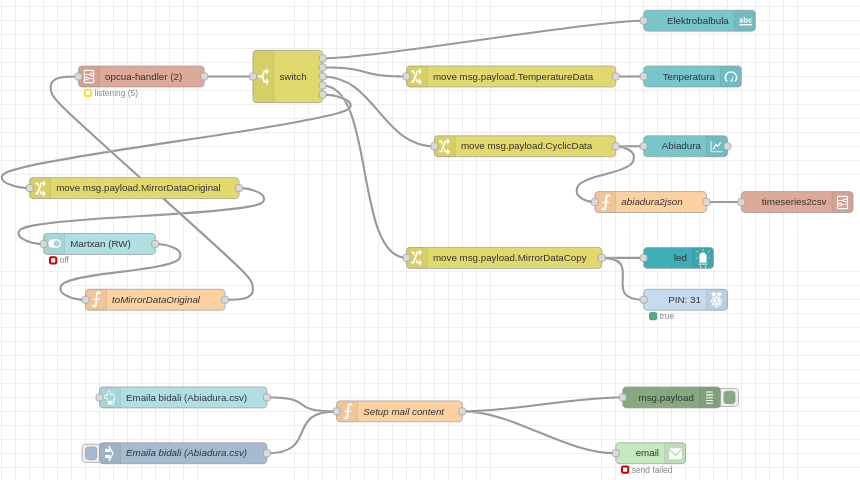 Elektrobalbula
abc
opcua-handler (2)
switch
move msg.payload.TemperatureData
Tenperatura
listening (5)
move msg.payload.CyclicData
Abiadura
move msg.payload.MirrorDataOriginal
abiadura2json
timeseries2csv
Martxan (RW)
off
move msg.payload.MirrorDataCopy
led
toMirrorDataOriginal
PIN: 31
true
Emaila bidali (Abiadura.csv)
Setup mail content
msg.payload
Emaila bidali (Abiadura.csv)
email
send failed